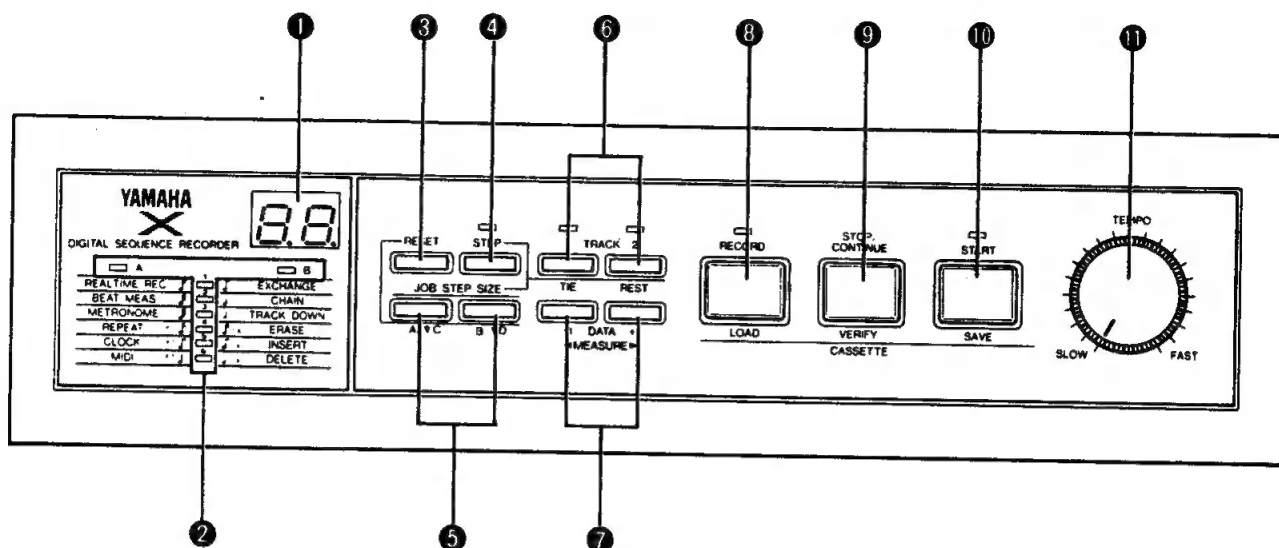 1 3 4 6 8 9 10 11
YAMAHA
DIGITAL SEQUENCE RECORDER
8.8.
A B
REALTIME REC EXCHANGE
BEAT MEAS CHAIN
METRONOME TRACK DOWN
REPEAT ERASE
CLOCK INSERT
MIDI DELETE
RESET STEP
JOB STEP SIZE
A C B D
TRACK 2
TIE REST
1 DATA
MEASURE
RECORD
LOAD
STOP, CONTINUE
VERIFY
START
SAVE
CASSETTE
TEMPO
SLOW FAST
2 5 7